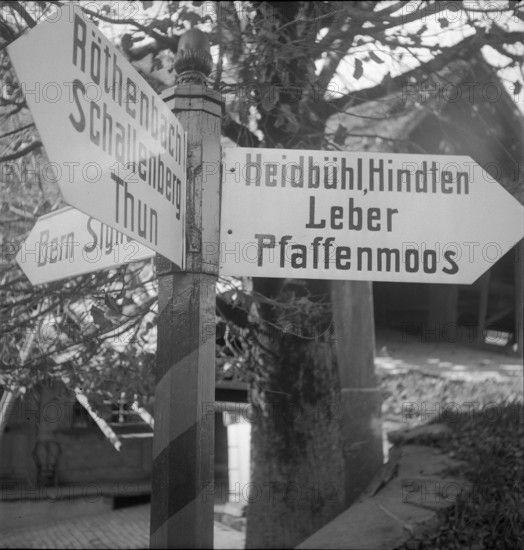 Röthenbach
Schallenberg
Thun
Bern
Heidbühl, Hindten
Leber
Pfaffenmoos